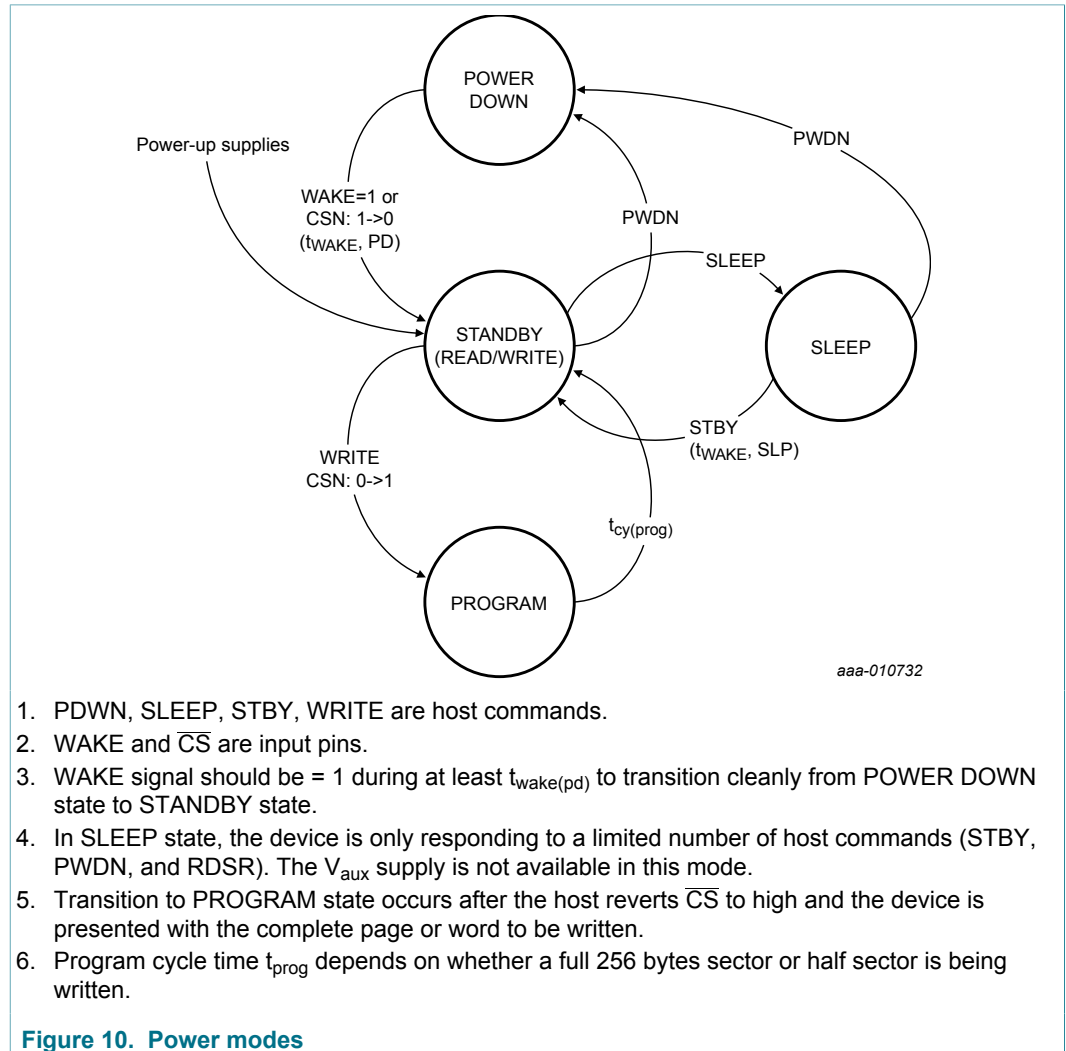 POWER
DOWN
PWDN
Power-up supplies
WAKE=1 or
CSN: 1->0
(tWAKE, PD)
PWDN
SLEEP
STANDBY
(READ/WRITE)
SLEEP
STBY
(tWAKE, SLP)
WRITE
CSN: 0->1
tcy(prog)
PROGRAM
aaa-010732
1. PDWN, SLEEP, STBY, WRITE are host commands.
2. WAKE and C̅S̅ are input pins.
3. WAKE signal should be = 1 during at least twake(pd) to transition cleanly from POWER DOWN
state to STANDBY state.
4. In SLEEP state, the device is only responding to a limited number of host commands (STBY,
PWDN, and RDSR). The Vaux supply is not available in this mode.
5. Transition to PROGRAM state occurs after the host reverts C̅S̅ to high and the device is
presented with the complete page or word to be written.
6. Program cycle time tprog depends on whether a full 256 bytes sector or half sector is being
written.
Figure 10. Power modes